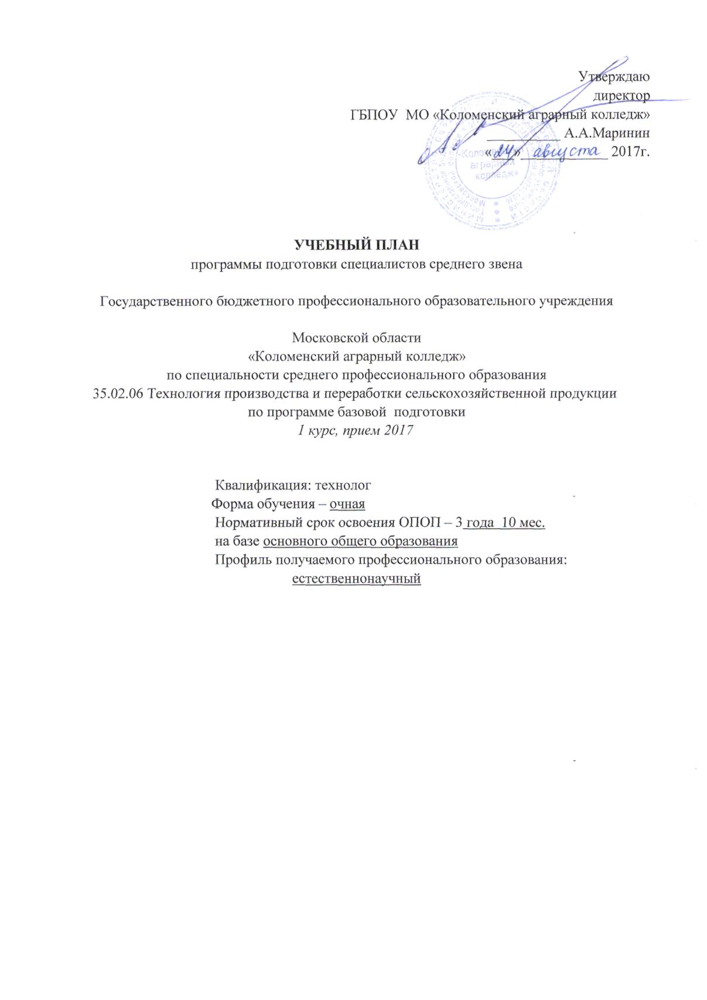 Утверждаю
директор
ГБПОУ МО «Коломенский аграрный колледж»
____________ А.А.Маринин
«24» августа 2017г.
«Коломенский
аграрный
колледж»
УЧЕБНЫЙ ПЛАН
программы подготовки специалистов среднего звена
Государственного бюджетного профессионального образовательного учреждения
Московской области
«Коломенский аграрный колледж»
по специальности среднего профессионального образования
35.02.06 Технология производства и переработки сельскохозяйственной продукции
по программе базовой подготовки
1 курс, прием 2017
Квалификация: технолог
Форма обучения – очная
Нормативный срок освоения ОПОП – 3 года 10 мес.
на базе основного общего образования
Профиль получаемого профессионального образования:
естественнонаучный